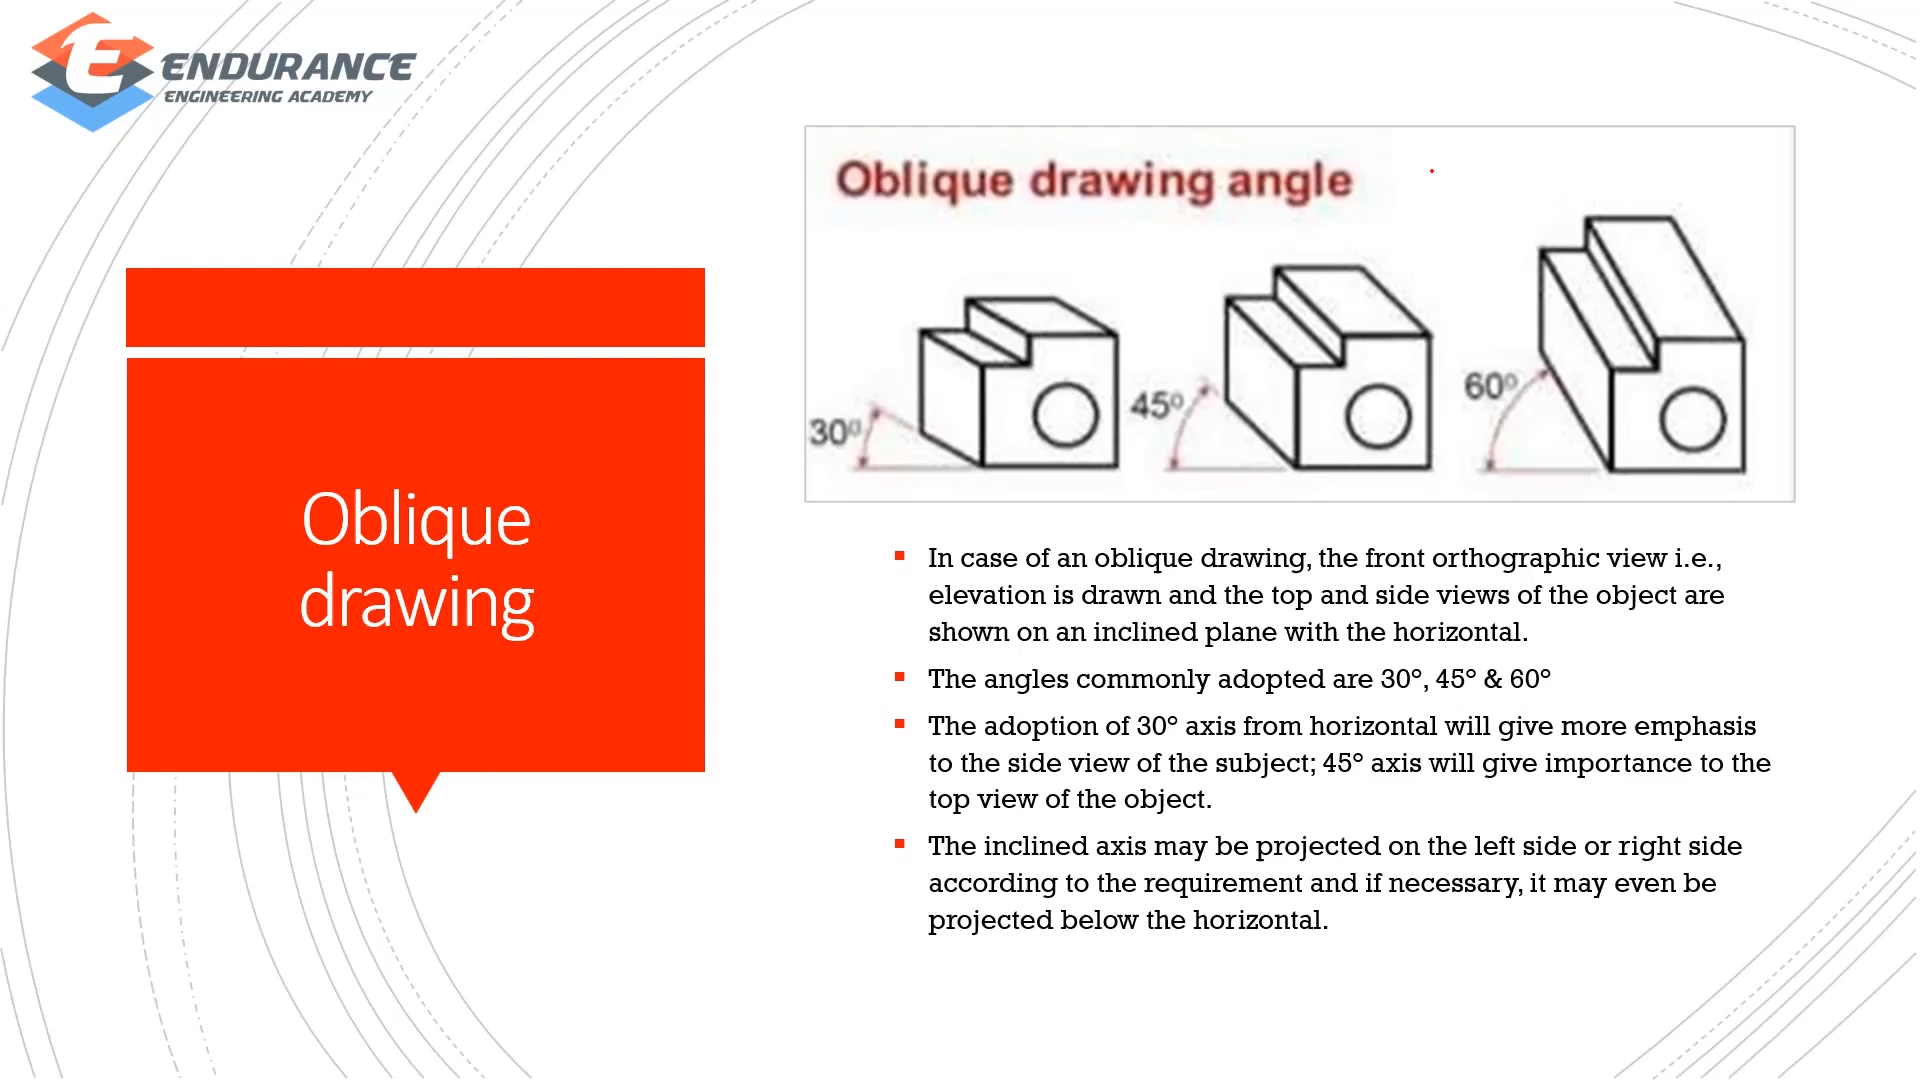 ENDURANCE
ENGINEERING ACADEMY
Oblique drawing angle
30⁰
45⁰
60⁰
Oblique
drawing
In case of an oblique drawing, the front orthographic view i.e.,
elevation is drawn and the top and side views of the object are
shown on an inclined plane with the horizontal.
The angles commonly adopted are 30°, 45° & 60°
The adoption of 30° axis from horizontal will give more emphasis
to the side view of the subject; 45° axis will give importance to the
top view of the object.
The inclined axis may be projected on the left side or right side
according to the requirement and if necessary, it may even be
projected below the horizontal.